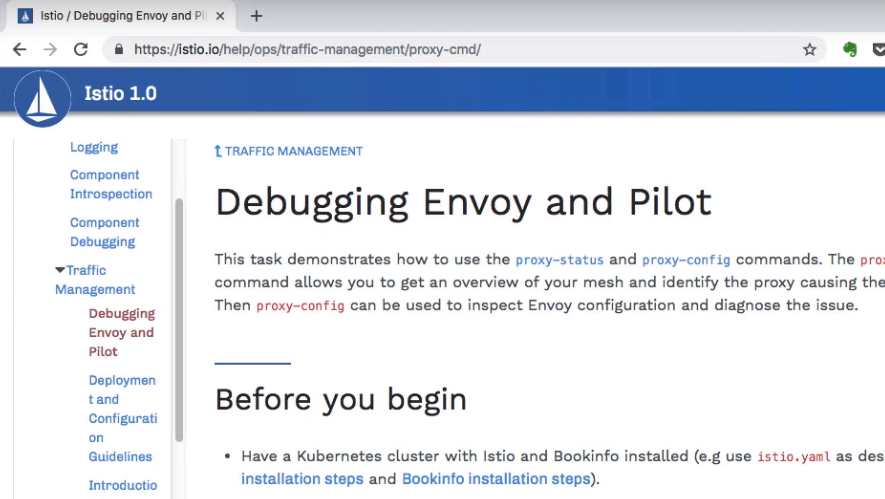 Istio / Debugging Envoy and Pil
https://istio.io/help/ops/traffic-management/proxy-cmd/
Istio 1.0
Logging
Component
Introspection
Component
Debugging
Traffic
Management
Debugging
Envoy and
Pilot
Deploymen
t and
Configurati
on
Guidelines
Introductio
TRAFFIC MANAGEMENT
Debugging Envoy and Pilot
This task demonstrates how to use the proxy-status and proxy-config commands. The prox
command allows you to get an overview of your mesh and identify the proxy causing the
Then proxy-config can be used to inspect Envoy configuration and diagnose the issue.
Before you begin
• Have a Kubernetes cluster with Istio and Bookinfo installed (e.g use istio.yaml as des
installation steps and Bookinfo installation steps).